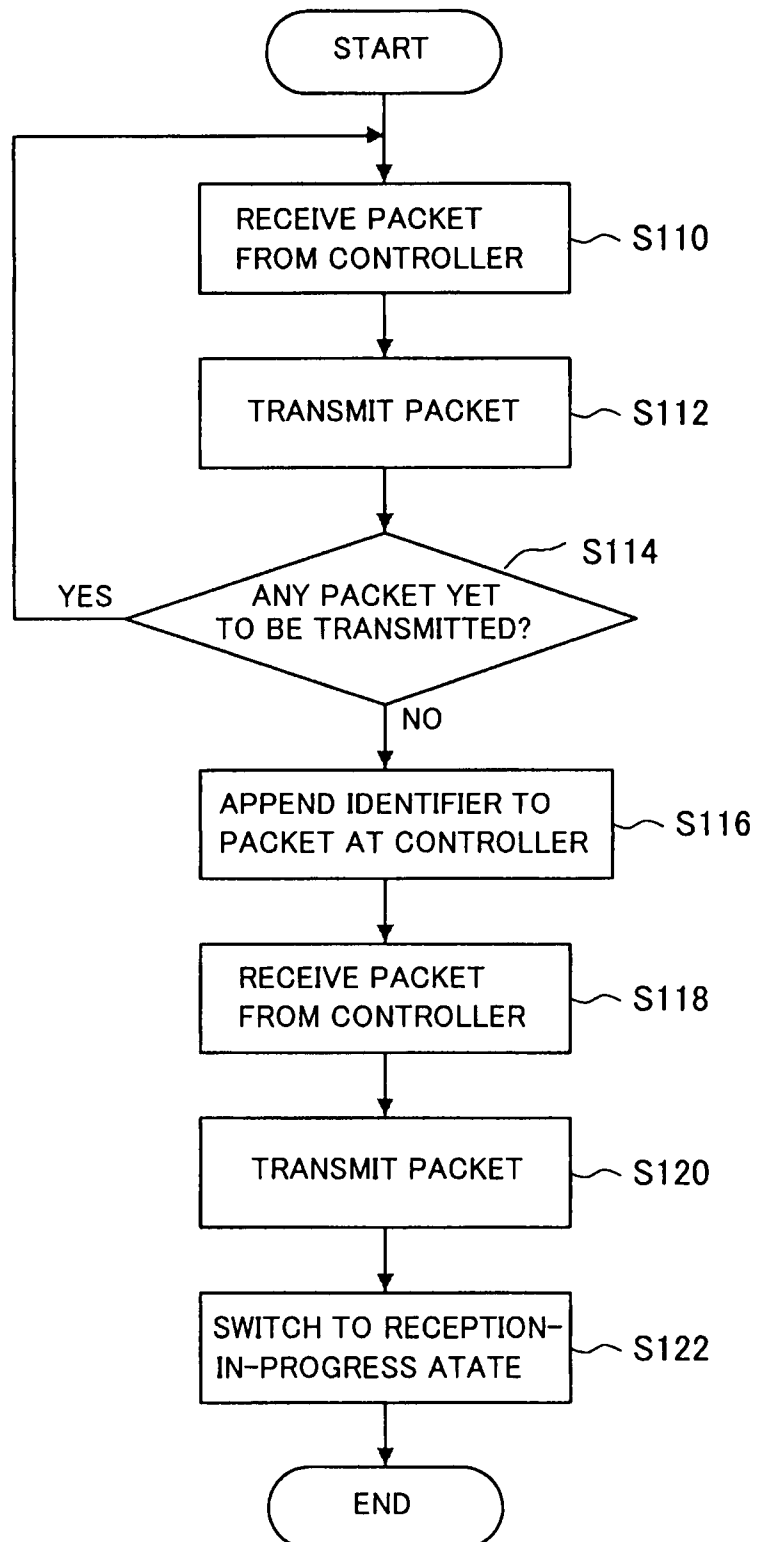 START
RECEIVE PACKET
FROM CONTROLLER
S110
TRANSMIT PACKET
S112
S114
YES
ANY PACKET YET
TO BE TRANSMITTED?
NO
APPEND IDENTIFIER TO
PACKET AT CONTROLLER
S116
RECEIVE PACKET
FROM CONTROLLER
S118
TRANSMIT PACKET
S120
SWITCH TO RECEPTION-
IN-PROGRESS ATATE
S122
END